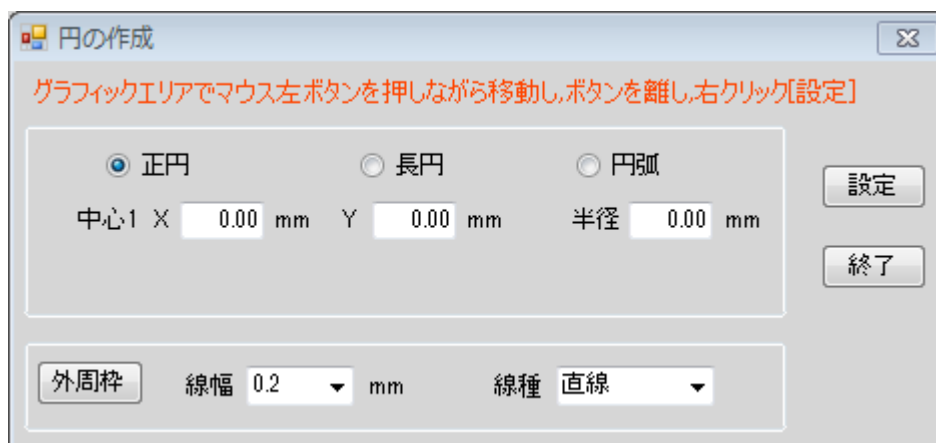 円の作成
グラフィックエリアでマウス左ボタンを押しながら移動し,ボタンを離し,右クリック[設定]
正円 長円 円弧
中心1 X 0.00 mm Y 0.00 mm 半径 0.00 mm
設定
終了
外周枠 線幅 0.2 mm 線種 直線